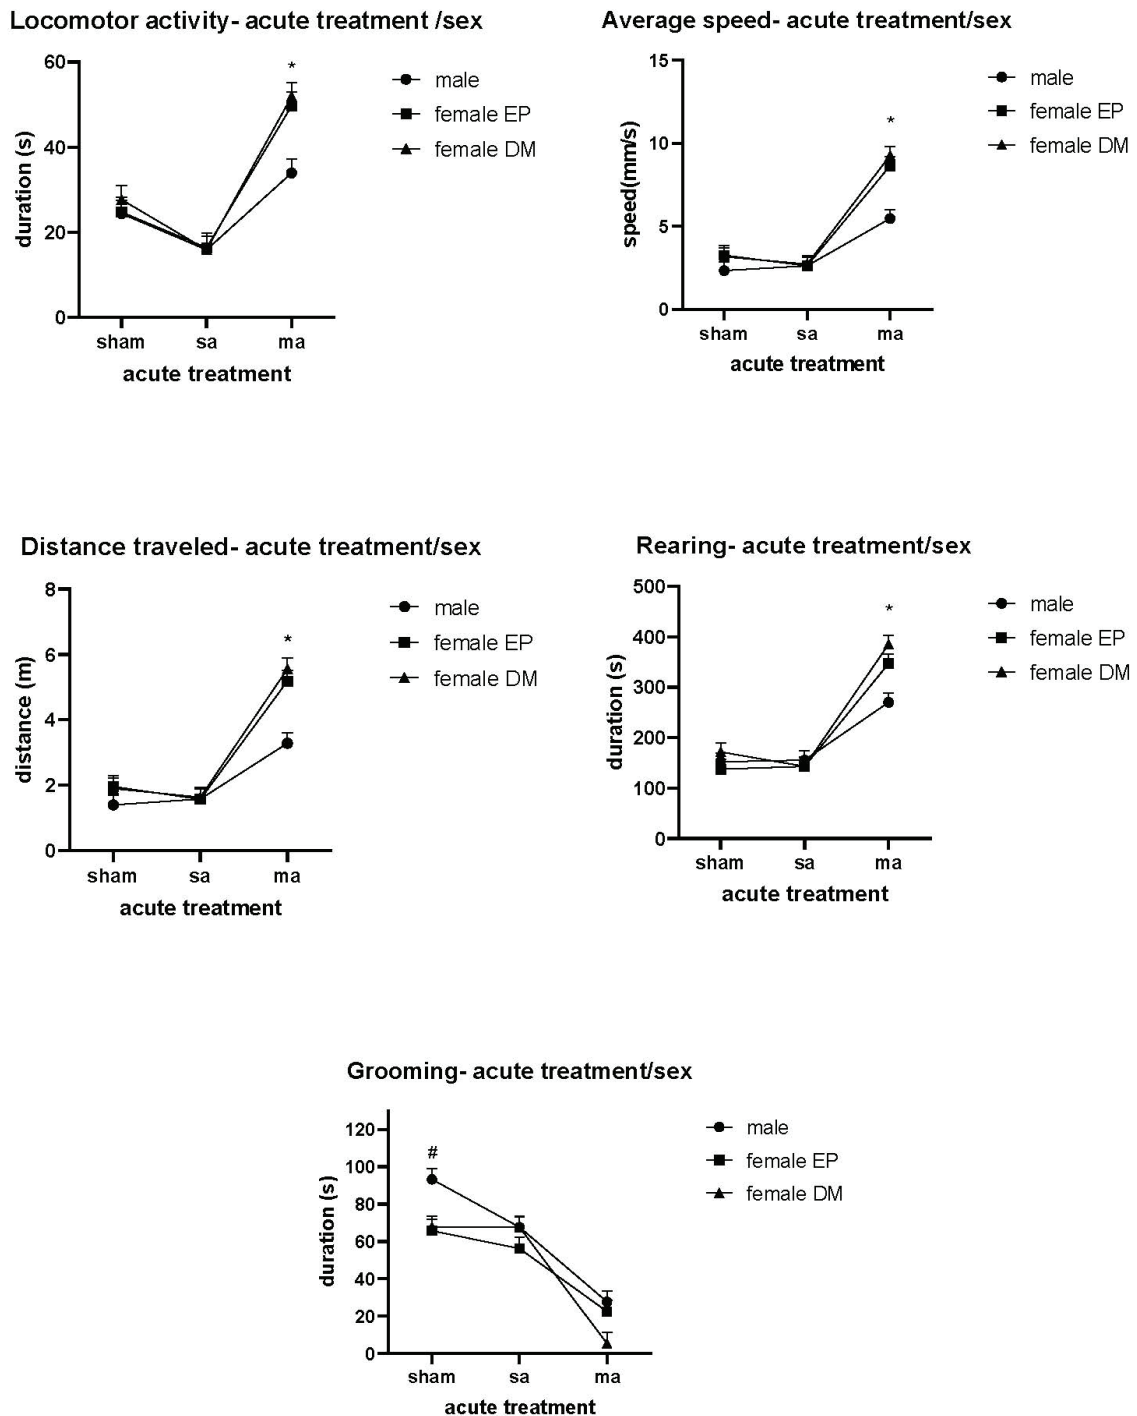 Locomotor activity- acute treatment /sex
60
40
20
0
duration (s)
*
sham sa ma
acute treatment
male
female EP
female DM
Average speed- acute treatment/sex
15
10
5
0
speed(mm/s)
*
sham sa ma
acute treatment
male
female EP
female DM
Distance traveled- acute treatment/sex
8
6
4
2
0
distance (m)
*
sham sa ma
acute treatment
male
female EP
female DM
Rearing- acute treatment/sex
500
400
300
200
100
0
duration (s)
*
sham sa ma
acute treatment
male
female EP
female DM
Grooming- acute treatment/sex
120
100
80
60
40
20
0
duration (s)
#
sham sa ma
acute treatment
male
female EP
female DM